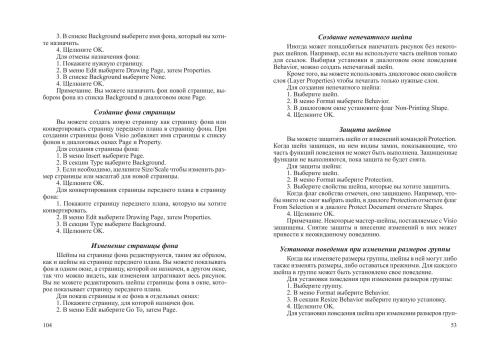 3. В списке Background выберите имя фона, который вы хоти-
те назначить.
4. Щелкните OK.
Для отмены назначения фона:
1. Покажите нужную страницу.
2. В меню Edit выберите Drawing Page, затем Properties.
3. В списке Background выберите None.
4. Щелкните OK.
Примечание. Вы можете назначить фон новой странице, вы-
бором фона из списка Background в диалоговом окне Page.
Создание фона страницы
Вы можете создать новую страницу как страницу фона или
конвертировать страницу переднего плана в страницу фона. При
создании страницы фона Visio добавляет имя страницы к списку
фонов в диалоговых окнах Page и Property.
Для создания страницы фона:
1. В меню Insert выберите Page.
2. В секции Type выберите Background.
3. Если необходимо, щелкните Size/Scale чтобы изменить раз-
мер страницы или масштаб для новой страницы.
4. Щелкните OK.
Для конвертирования страницы переднего плана в страницу
фона:
1. Покажите страницу переднего плана, которую вы хотите
конвертировать.
2. В меню Edit выберите Drawing Page, затем Properties.
3. В секции Type выберите Background.
4. Щелкните OK.
Изменение страницы фона
Шейпы на странице фона редактируются, таким же образом,
как и шейпы на странице переднего плана. Вы можете показывать
фон в одном окне, а страницу, которой он назначен, в другом окне,
так что можно видеть, как изменения затрагивают весь рисунок.
Вы не можете редактировать шейпы страницы фона в окне, кото-
рое показывает страницу переднего плана.
Для показа страницы и ее фона в отдельных окнах:
1. Покажите страницу, для которой назначен фон.
2. В меню Edit выберите Go To, затем Page.
104
Создание непечатного шейпа
Иногда может понадобиться напечатать рисунок без некото-
рых шейпов. Например, если вы используете часть шейпов только
для ссылок. Выбирая установки в диалоговом окне поведения
Behavior, можно создать непечатный шейп.
Кроме того, вы можете использовать диалоговое окно свойств
слоя (Layer Properties) чтобы печатать только нужные слои.
Для создания непечатного шейпа:
1. Выберите шейп.
2. В меню Format выберите Behavior.
3. В диалоговом окне установите флаг Non-Printing Shape.
4. Щелкните OK.
Защита шейпов
Вы можете защитить шейп от изменений командой Protection.
Когда шейп защищен, на нем видны замки, показывающие, что
часть функций поведения не может быть выполнена. Защищенные
функции не выполняются, пока защита не будет снята.
Для защиты шейпа:
1. Выберите шейп.
2. В меню Format выберите Protection.
3. Выберите свойства шейпа, которые вы хотите защитить.
Когда флаг свойства отмечен, оно защищено. Например, что-
бы никто не смог выбрать шейп, в диалоге Protection отметьте флаг
From Selection и в диалоге Protect Document отметьте Shapes.
4. Щелкните OK.
Примечание. Некоторые мастер-шейпы, поставляемые с Visio
защищены. Снятие защиты и внесение изменений в них может
привести к неожиданному поведению.
Установка поведения при изменении размеров группы
Когда вы изменяете размеры группы, шейпы в ней могут либо
также изменять размеры, либо оставаться прежними. Для каждого
шейпа в группе может быть установлено свое поведение.
Для установки поведения при изменении размеров группы:
1. Выберите группу.
2. В меню Format выберите Behavior.
3. В секции Resize Behavior выберите нужную установку.
4. Щелкните OK.
Для установки поведения шейпа при изменении размеров груп-
53